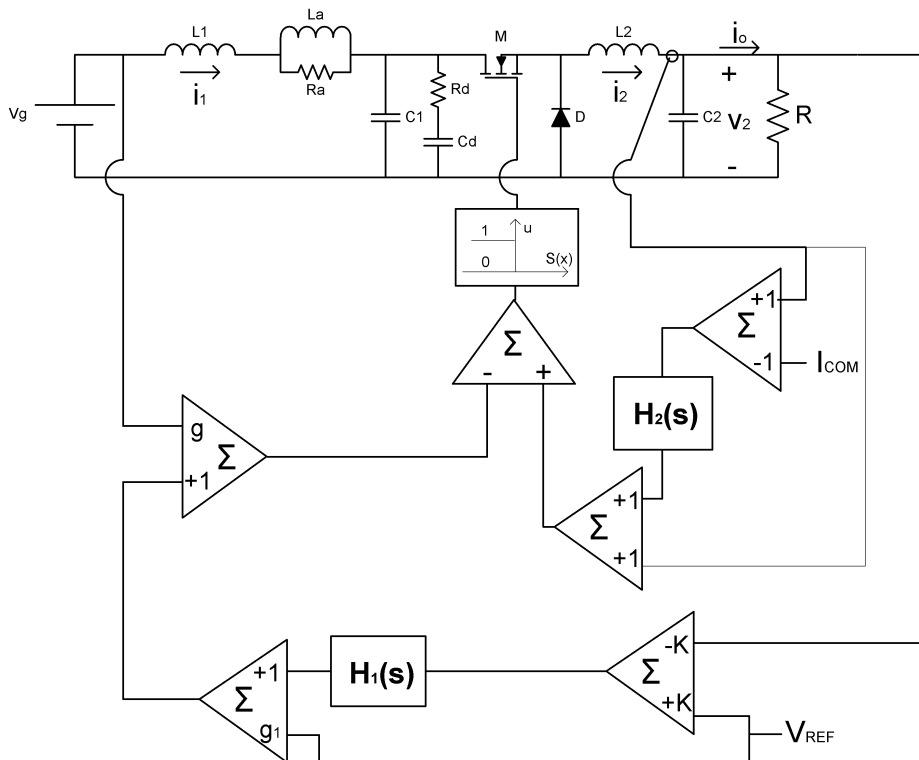 L1
La
Ra
i1
Vg
C1
Rd
Cd
M
D
L2
i2
io
+
C2
V2
-
R
1
0
u
S(x)
Σ
-
+
+1
Σ
-1
ICOM
H2(s)
g
+1
Σ
+1
Σ
+1
+1
Σ
g1
H1(s)
-K
Σ
+K
VREF